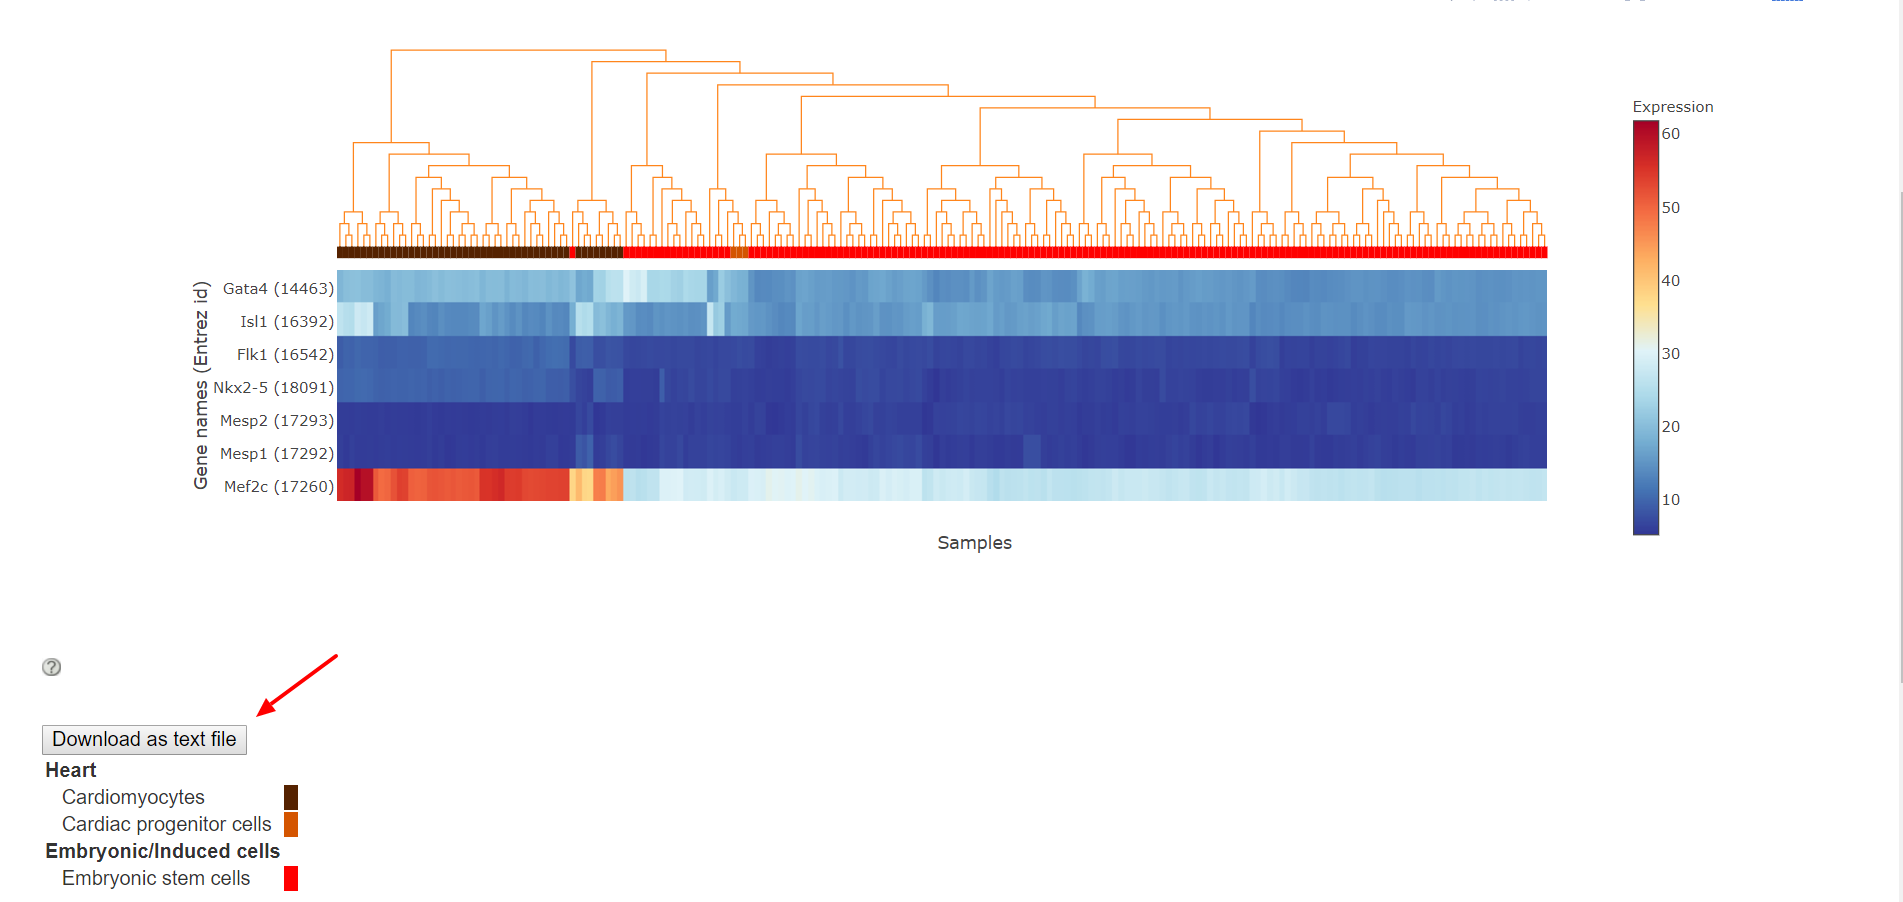 Expression
60
50
40
30
20
10
Gene names (Entrez id)
Gata4 (14463)
Isl1 (16392)
Flk1 (16542)
Nkx2-5 (18091)
Mesp2 (17293)
Mesp1 (17292)
Mef2c (17260)
Samples
?
Download as text file
Heart
Cardiomyocytes
Cardiac progenitor cells
Embryonic/Induced cells
Embryonic stem cells